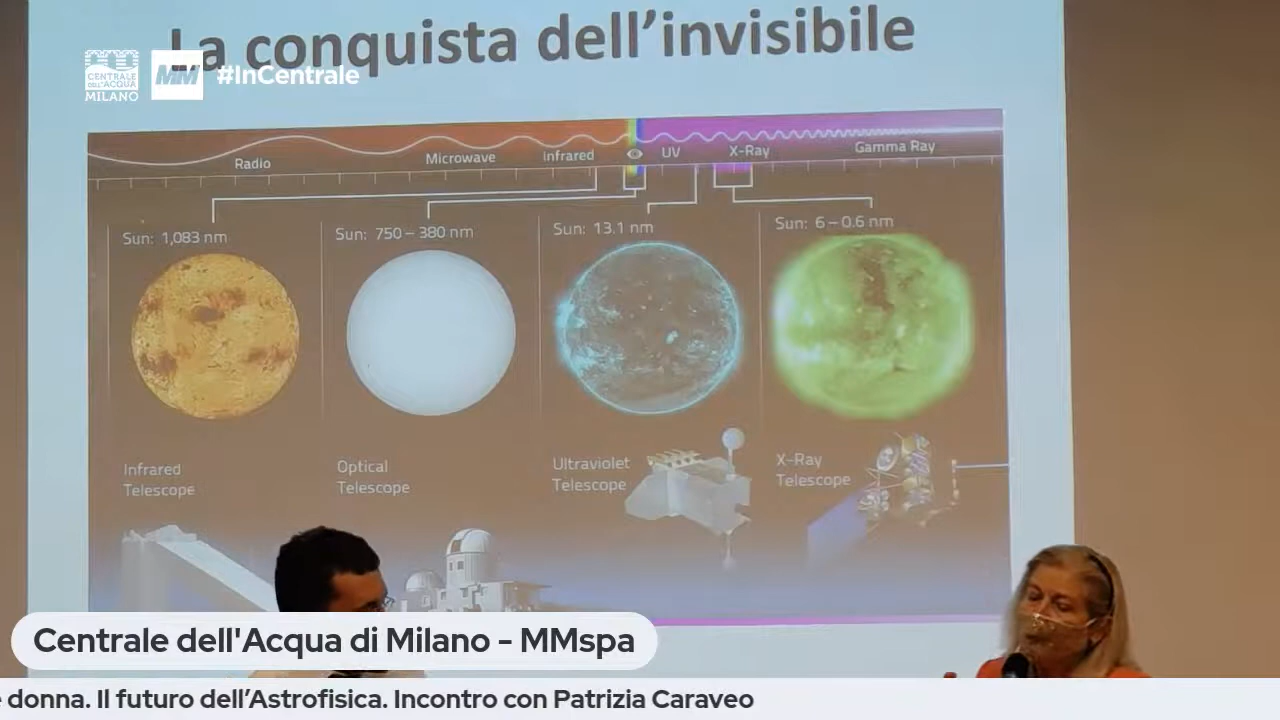 La conquista dell'invisibile
CENTRALE
DELL'ACQUA
MILANO
MM
#InCentrale
Radio
Microwave
Infrared
UV
X-Ray
Gamma Ray
Sun: 1,083 nm
Sun: 750 – 380 nm
Sun: 13.1 nm
Sun: 6 – 0.6 nm
Infrared
Telescope
Optical
Telescope
Ultraviolet
Telescope
X-Ray
Telescope
Centrale dell'Acqua di Milano - MMspa
donna. Il futuro dell'Astrofisica. Incontro con Patrizia Caraveo